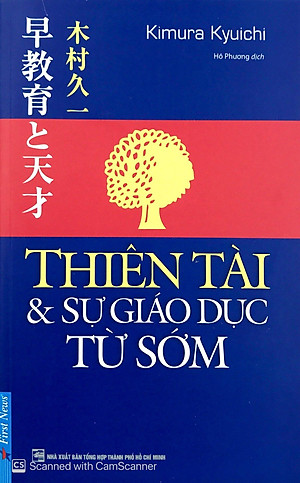 木村久一
早教育と天才
Kimura Kyuichi
Hồ Phương dịch
THIÊN TÀI
& SỰ GIÁO DỤC
TỪ SỚM
First News
NHÀ XUẤT BẢN TỔNG HỢP THÀNH PHỐ HỒ CHÍ MINH
CS Scanned with CamScanner